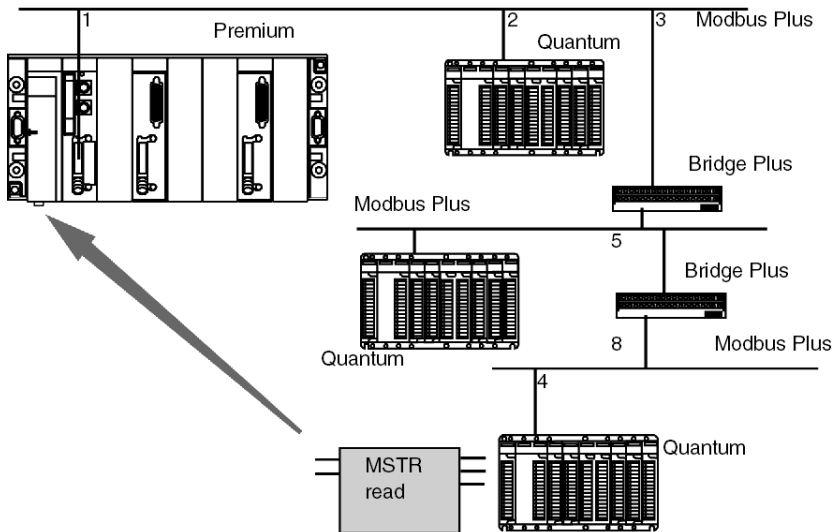 1
2
3
Modbus Plus
Premium
Quantum
Bridge Plus
Modbus Plus
5
Bridge Plus
Quantum
8
Modbus Plus
4
MSTR
read
Quantum